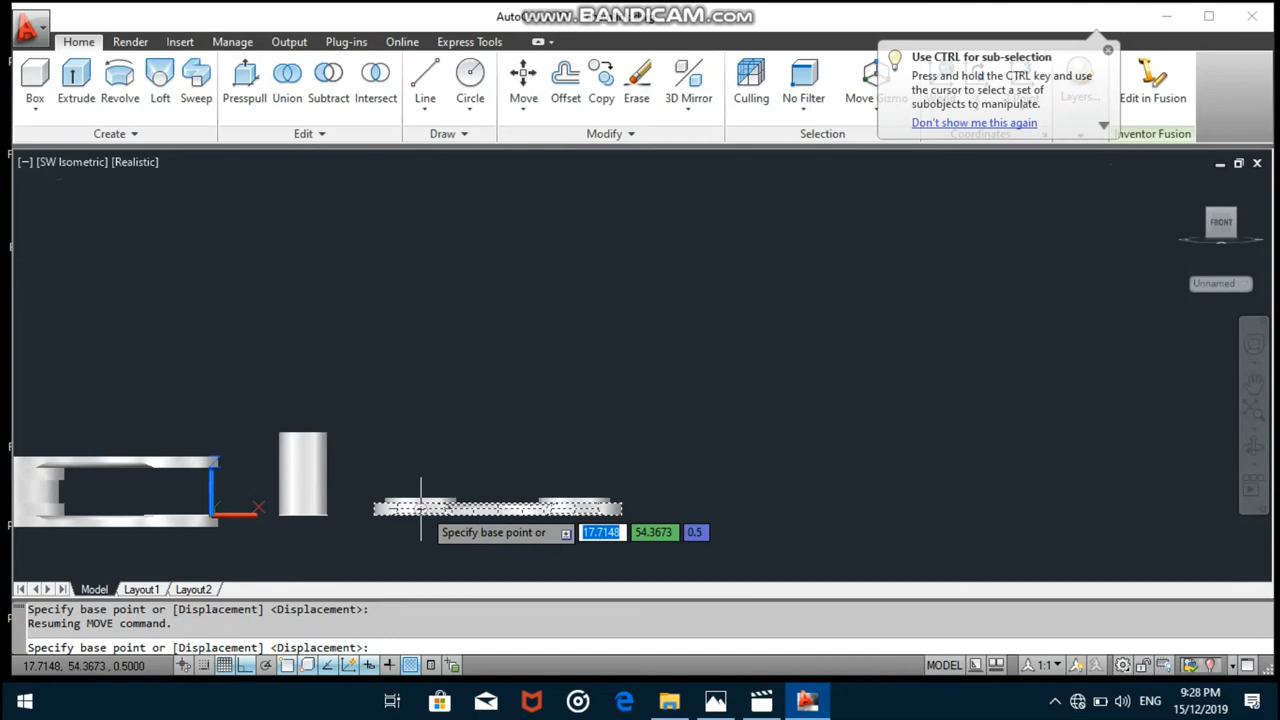 Auto
WWW.BANDICAM.COM
Home Render Insert Manage Output Plug-ins Online Express Tools
Box Extrude Revolve Loft Sweep Presspull Union Subtract Intersect Line Circle Move Offset Copy Erase 3D Mirror Culling No Filter Move Gizmo Layers... Edit in Fusion
Create Edit Draw Modify Selection Coordinates Inventor Fusion
Use CTRL for sub-selection
Press and hold the CTRL key and use
the cursor to select a set of
subobjects to manipulate.
Don't show me this again
[−] [SW Isometric] [Realistic]
FRONT
Unnamed
Specify base point or 17.7148 54.3673 0.5
Model Layout1 Layout2
Specify base point or [Displacement] <Displacement>:
Resuming MOVE command.
Specify base point or [Displacement] <Displacement>:
17.7148, 54.3673, 0.5000 MODEL 1:1
ENG 9:28 PM
15/12/2019